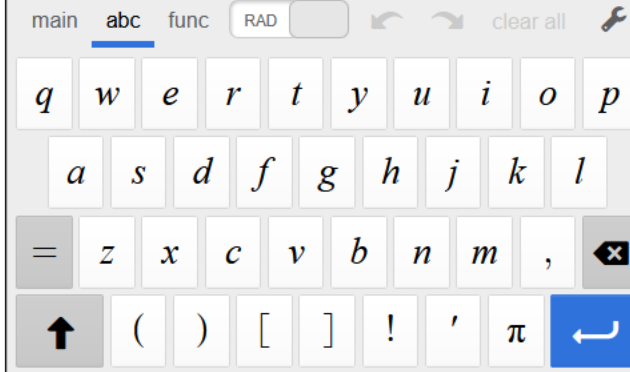 main abc func RAD clear all
q w e r t y u i o p
a s d f g h j k l
= z x c v b n m ,
( ) [ ] ! ′ π